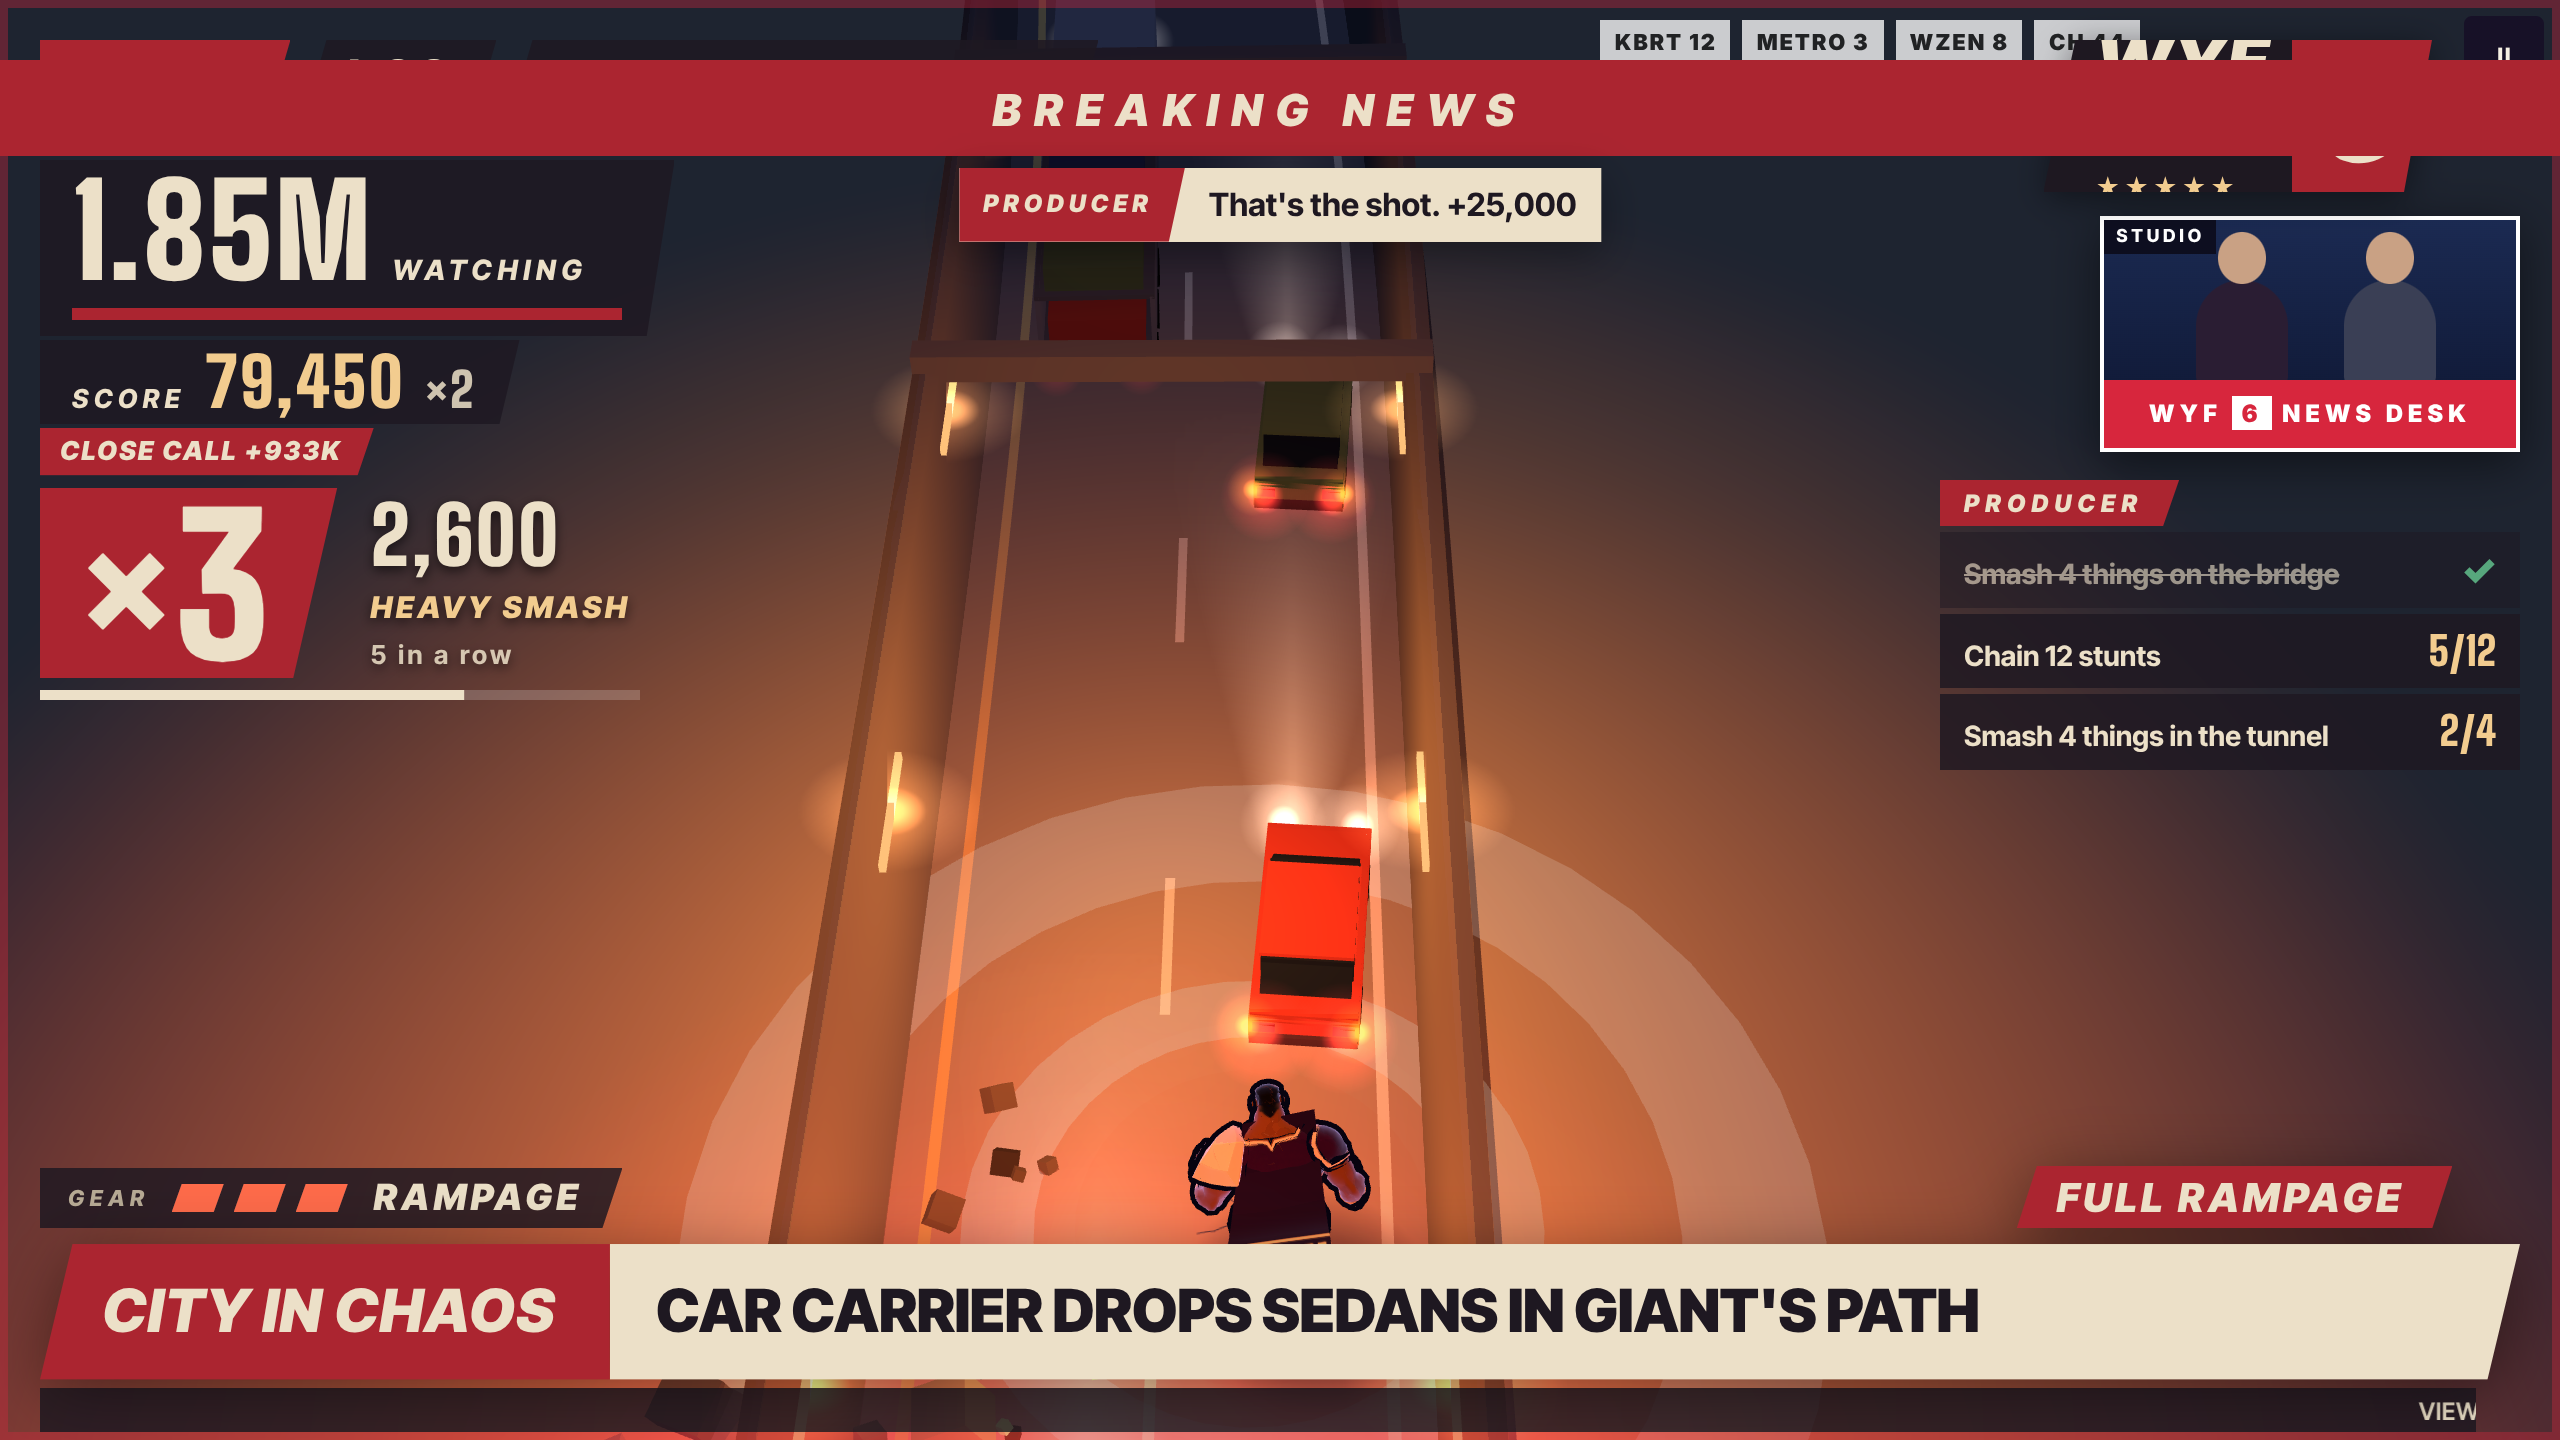 KBRT 12
METRO 3
WZEN 8
BREAKING NEWS
PRODUCER
That's the shot. +25,000
1.85M WATCHING
SCORE 79,450 ×2
CLOSE CALL +933K
×3
2,600
HEAVY SMASH
5 in a row
STUDIO
WYF 6 NEWS DESK
PRODUCER
Smash 4 things on the bridge
Chain 12 stunts 5/12
Smash 4 things in the tunnel 2/4
GEAR RAMPAGE
FULL RAMPAGE
CITY IN CHAOS
CAR CARRIER DROPS SEDANS IN GIANT'S PATH
VIEW